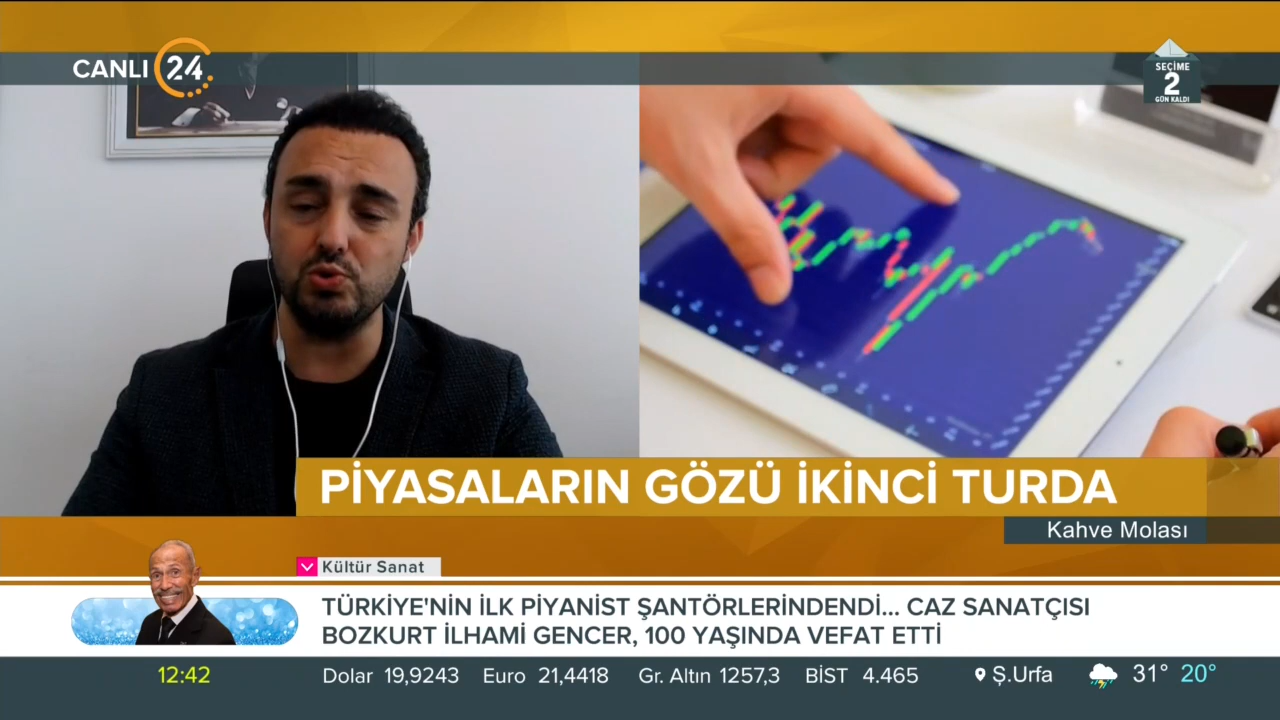 CANLI 24
SEÇİME
2
GÜN KALDI
PİYASALARIN GÖZÜ İKİNCİ TURDA
Kahve Molası
Kültür Sanat
TÜRKİYE'NİN İLK PİYANİST ŞANTÖRLERİNDENDİ... CAZ SANATÇISI
BOZKURT İLHAMİ GENCER, 100 YAŞINDA VEFAT ETTİ
12:42 Dolar 19,9243 Euro 21,4418 Gr. Altın 1257,3 BİST 4.465 Ş.Urfa 31° 20°